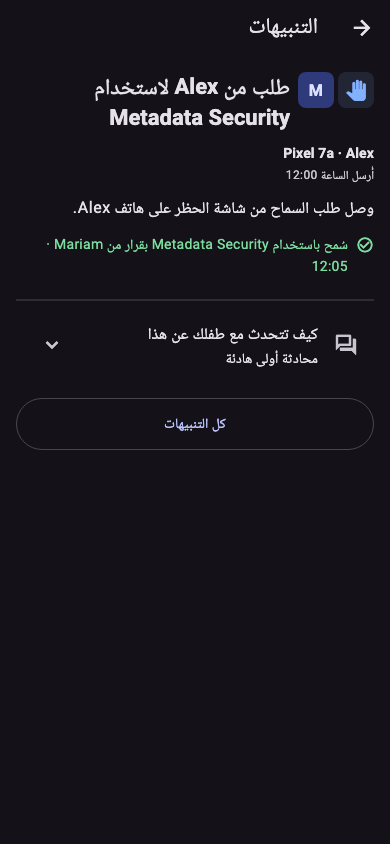 التنبيهات
طلب من Alex لاستخدام
Metadata Security
M
Pixel 7a · Alex
أُرسل الساعة 12:00
وصل طلب السماح من شاشة الحظر على هاتف Alex.
سُمح باستخدام Metadata Security بقرار من Mariam ·
12:05
كيف تتحدث مع طفلك عن هذا
محادثة أولى هادئة
كل التنبيهات